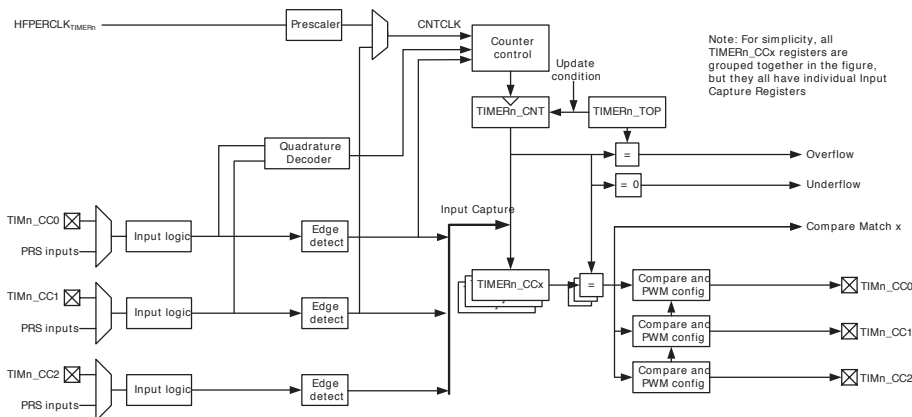 HFPERCLK TIMERn
Prescaler
CNTCLK
Counter
control
Note: For simplicity, all
TIMERn_CCx registers are
grouped together in the figure,
but they all have individual Input
Capture Registers
Update
condition
TIMERn_CNT
TIMERn_TOP
Quadrature
Decoder
=
Overflow
= 0
Underflow
TIMn_CC0
PRS inputs
Input logic
Edge
detect
Input Capture
Compare Match x
TIMERn_CCx
=
Compare and
PWM config
TIMn_CC0
TIMn_CC1
PRS inputs
Input logic
Edge
detect
Compare and
PWM config
TIMn_CC1
TIMn_CC2
PRS inputs
Input logic
Edge
detect
Compare and
PWM config
TIMn_CC2